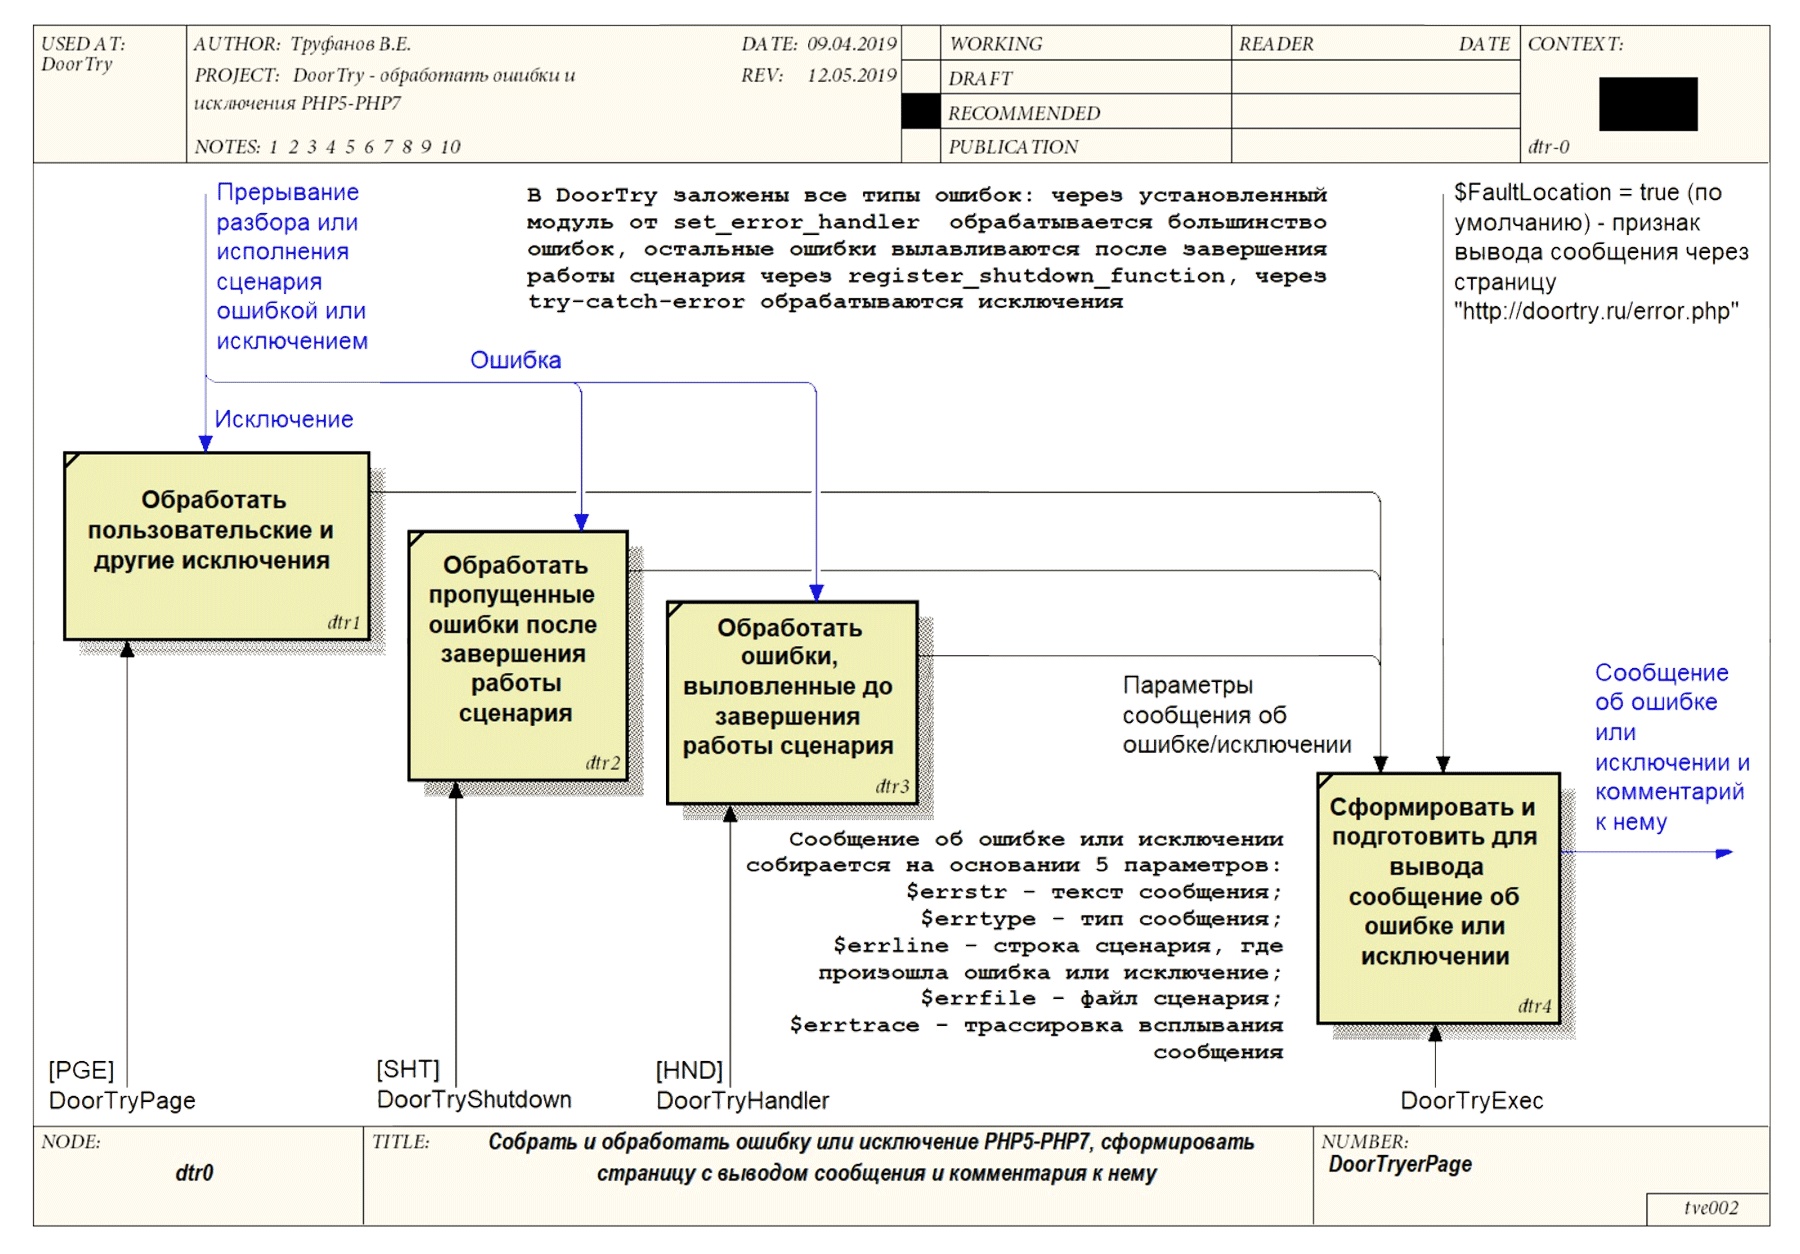 USED AT:
DoorTry
AUTHOR: Труфанов В.Е.
DATE: 09.04.2019
PROJECT: DoorTry - обработать ошибки и
исключения PHP5-PHP7
REV: 12.05.2019
NOTES: 1 2 3 4 5 6 7 8 9 10
WORKING
DRAFT
RECOMMENDED
PUBLICATION
READER
DATE
CONTEXT:
dtr-0
Прерывание
разбора или
исполнения
сценария
ошибкой или
исключением
В DoorTry заложены все типы ошибок: через установленный
модуль от set_error_handler обрабатывается большинство
ошибок, остальные ошибки вылавливаются после завершения
работы сценария через register_shutdown_function, через
try-catch-error обрабатываются исключения
$FaultLocation = true (по
умолчанию) - признак
вывода сообщения через
страницу
"http://doortry.ru/error.php"
Ошибка
Исключение
Обработать
пользовательские и
другие исключения
dtr1
Обработать
пропущенные
ошибки после
завершения
работы
сценария
dtr2
Обработать
ошибки,
выловленные до
завершения
работы сценария
dtr3
Параметры
сообщения об
ошибке/исключении
Сообщение
об ошибке
или
исключении и
комментарий
к нему
Сформировать и
подготовить для
вывода
сообщение об
ошибке или
исключении
dtr4
Сообщение об ошибке или исключении
собирается на основании 5 параметров:
$errstr - текст сообщения;
$errtype - тип сообщения;
$errline - строка сценария, где
произошла ошибка или исключение;
$errfile - файл сценария;
$errtrace - трассировка всплывания
сообщения
[PGE]
DoorTryPage
[SHT]
DoorTryShutdown
[HND]
DoorTryHandler
DoorTryExec
NODE:
dtr0
TITLE:
Собрать и обработать ошибку или исключение PHP5-PHP7, сформировать
страницу с выводом сообщения и комментария к нему
NUMBER:
DoorTryerPage
tve002